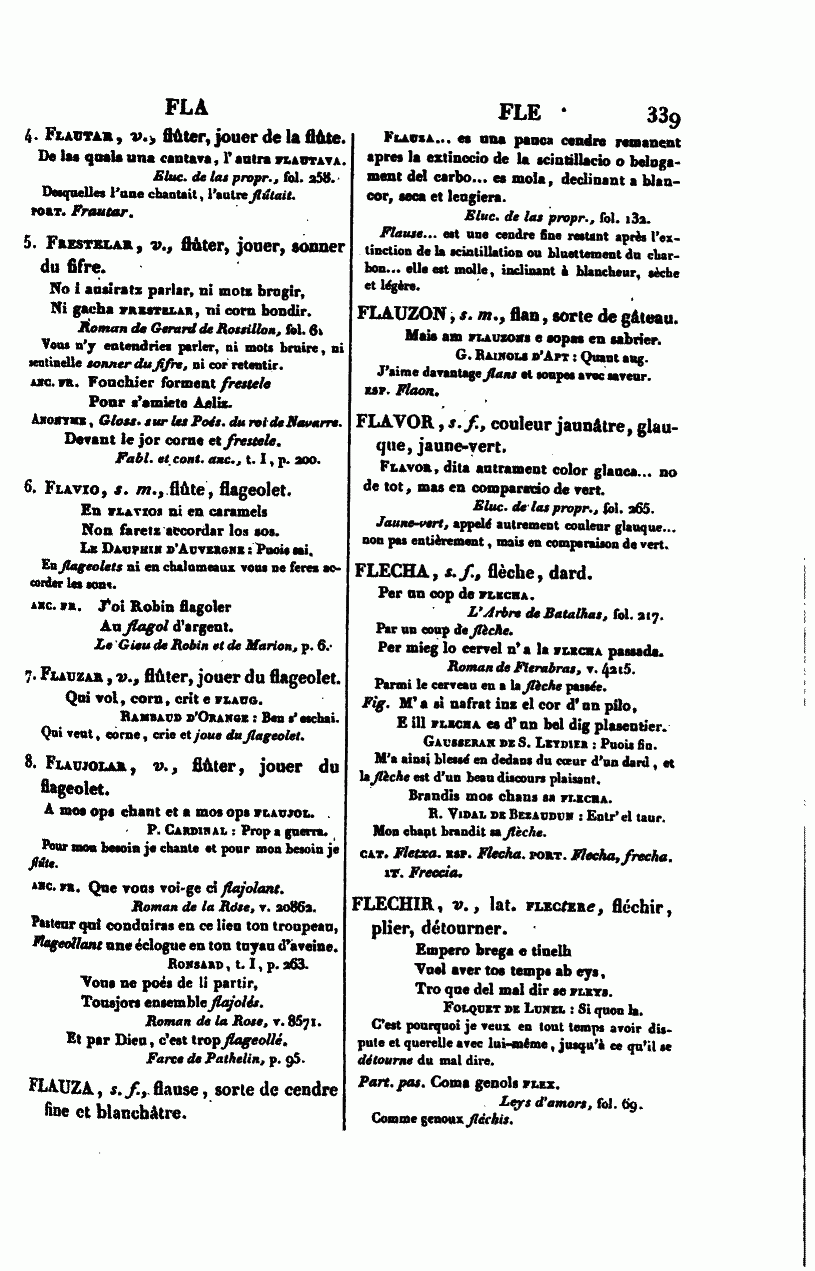 FLA
FLE
339
4. FLAUTAR, v., flûter, jouer de la flûte.
De las quals una cantava, l'autra FLAUTAVA.
Eluc. de las propr., fol. 258.
Desquelles l'une chantait, l'autre flûtait.
PORT. Frautar.
5. FRESTELAR, v., flûter, jouer, sonner
du fifre.
No i ausiratz parlar, ni motz brugir,
Ni gacha FRESTELAR, ni corn bondir.
Roman de Gerard de Rossillon, fol. 61
Vous n'y entendriez parler, ni mots bruire, ni
sentinelle sonner du fifre, ni cor retentir.
ANC. FR. Fouchier forment frestele
Pour s'amiete Aelis.
ANONYME, Gloss. sur les Poés. du roi de Navarre.
Devant le jor corne et frestele.
Fabl. et cont. anc., t. I, p. 200.
6. FLAVIO, s. m., flûte, flageolet.
En FLAVIOS ni en caramels
Non faretz accordar los sos.
LE DAUPHIN D'AUVERGNE : Puois sai.
En flageolets ni en chalumeaux vous ne ferez ac-
corder les sons.
ANC. FR. J'oi Robin flagoler
Au flagol d'argent.
Le Gieu de Robin et de Marion, p. 6.
7. FLAUZAR, v., flûter, jouer du flageolet.
Qui vol, corn, crit e FLAUG.
RAMBAUD D'ORANGE : Ben s'eschai.
Qui veut, corne, crie et joue du flageolet.
8. FLAUJOLAR, v., flûter, jouer du
flageolet.
A mos ops chant et a mos ops FLAUJOL.
P. CARDINAL : Prop a guerra.
Pour mon besoin je chante et pour mon besoin je
flûte.
ANC. FR. Que vous voi-ge ci flajolant.
Roman de la Rose, v. 20862.
Pasteur qui conduiras en ce lieu ton troupeau,
Flageollant une éclogue en ton tuyau d'aveine.
RONSARD, t. I, p. 263.
Vous ne poés de li partir,
Tousjors ensemble flajolés.
Roman de la Rose, v. 8571.
Et par Dieu, c'est trop flageollé.
Farce de Pathelin, p. 95.
FLAUZA, s. f., flause, sorte de cendre
fine et blanchâtre.
FLAUZA... es una pauca cendre remanent
apres la extinccio de la scintillacio o beluga-
ment del carbo... es mola, declinant a blan-
cor, seca et leugiera.
Eluc. de las propr., fol. 132.
Flause... est une cendre fine restant après l'ex-
tinction de la scintillation ou bluettement du char-
bon... elle est molle, inclinant à blancheur, sèche
et légère.
FLAUZON, s. m., flan, sorte de gâteau.
Mais am FLAUZONS e sopas en sabrier.
G. RAINOLS D'APT : Quant aug.
J'aime davantage flans et soupes avec saveur.
ESP. Flaon.
FLAVOR, s. f., couleur jaunâtre, glau-
que, jaune-vert.
FLAVOR, dita autrament color glauca... no
de tot, mas en comparatio de vert.
Eluc. de las propr., fol. 265.
Jaune-vert, appelé autrement couleur glauque...
non pas entièrement, mais en comparaison de vert.
FLECHA, s. f., flèche, dard.
Per un cop de FLECHA.
L'Arbre de Batalhas, fol. 217.
Par un coup de flèche.
Per mieg lo cervel n'a la FLECHA passada.
Roman de Fierabras, v. 4215.
Parmi le cerveau en a la flèche passée.
Fig. M'a si nafrat inz el cor d'un pilo,
E ill FLECHA es d'un bel dig plasentier.
GAUSSERAN DE S. LEYDIER : Puois fin.
M'a ainsi blessé en dedans du cœur d'un dard, et
la flèche est d'un beau discours plaisant.
Brandis mos chans sa FLECHA.
R. VIDAL DE BEZAUDUN : Entr'el taur.
Mon chant brandit sa flèche.
CAT. Fletxa. ESP. Flecha. PORT. Flecha, frecha.
IT. Freccia.
FLECHIR, v., lat. FLECTERE, fléchir,
plier, détourner.
Empero brega e tinelh
Vuel aver tos temps ab eys,
Tro que del mal dir se FLEYS.
FOLQUET DE LUNEL : Si quon la.
C'est pourquoi je veux en tout temps avoir dis-
pute et querelle avec lui-même, jusqu'à ce qu'il se
détourne du mal dire.
Part. pas. Coma genols FLEX.
Leys d'amors, fol. 69.
Comme genoux fléchis.